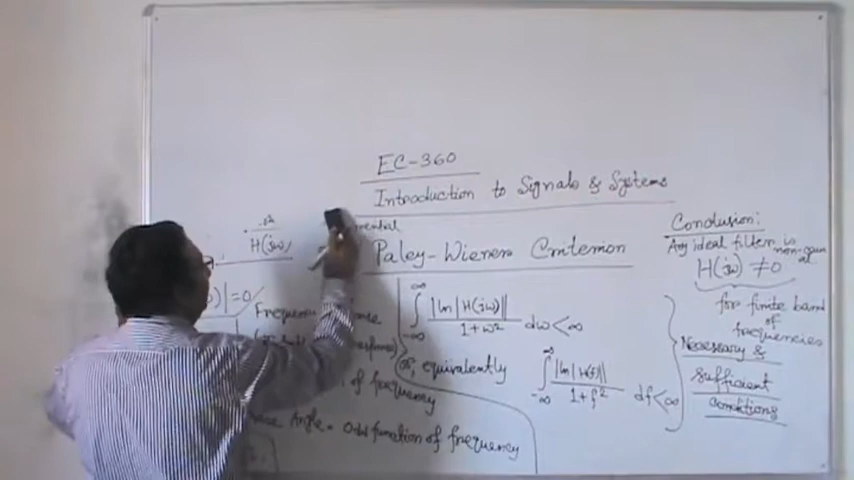 EC-360
Introduction to Signals & Systems
mental
Paley-Wiener Criterion
H(jω)
)|=0
Frequency
∫_{-∞}^{∞} |ln|H(jω)|| / 1+ω² dω<∞
Or, equivalently
∫_{-∞}^{∞} |ln|H(f)|| / 1+f² df<∞
of frequency
Angle = Odd function of frequency
Conclusion:
Any ideal filter is non-causal
H(jω) ≠0
for finite band
of
frequencies
Necessary &
Sufficient
Conditions